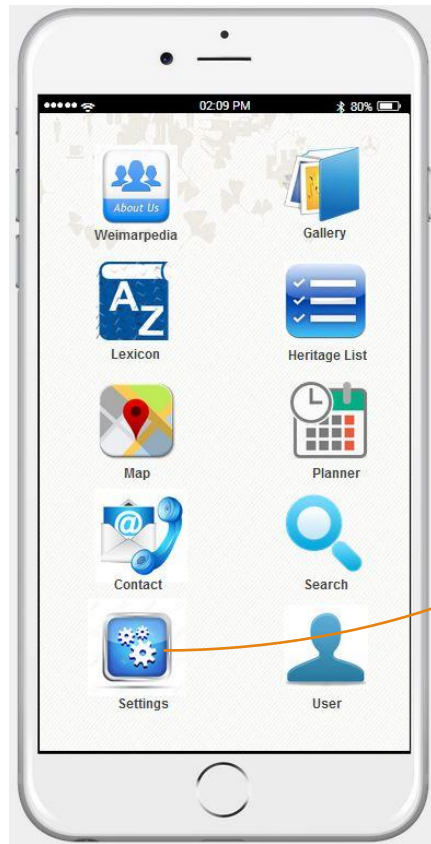 02:09 PM 80%
About Us
Weimarpedia Gallery
A
Z
Lexicon Heritage List
Map Planner
@
Contact Search
Settings User